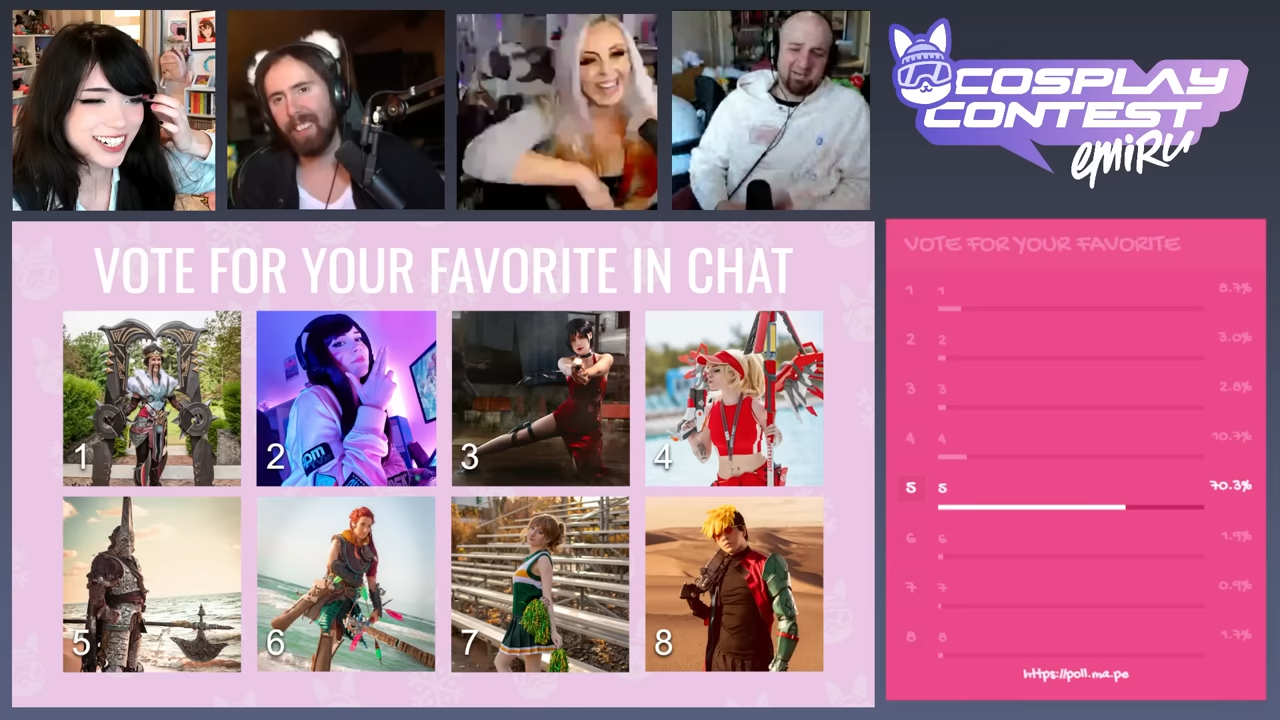 COSPLAY
CONTEST
emiru
VOTE FOR YOUR FAVORITE IN CHAT
1
2
3
4
5
6
7
8
VOTE FOR YOUR FAVORITE
1 1 8.7%
2 2 3.0%
3 3 2.8%
4 4 10.7%
5 5 70.3%
6 6 1.9%
7 7 0.9%
8 8 1.7%
https://poll.ma.pe